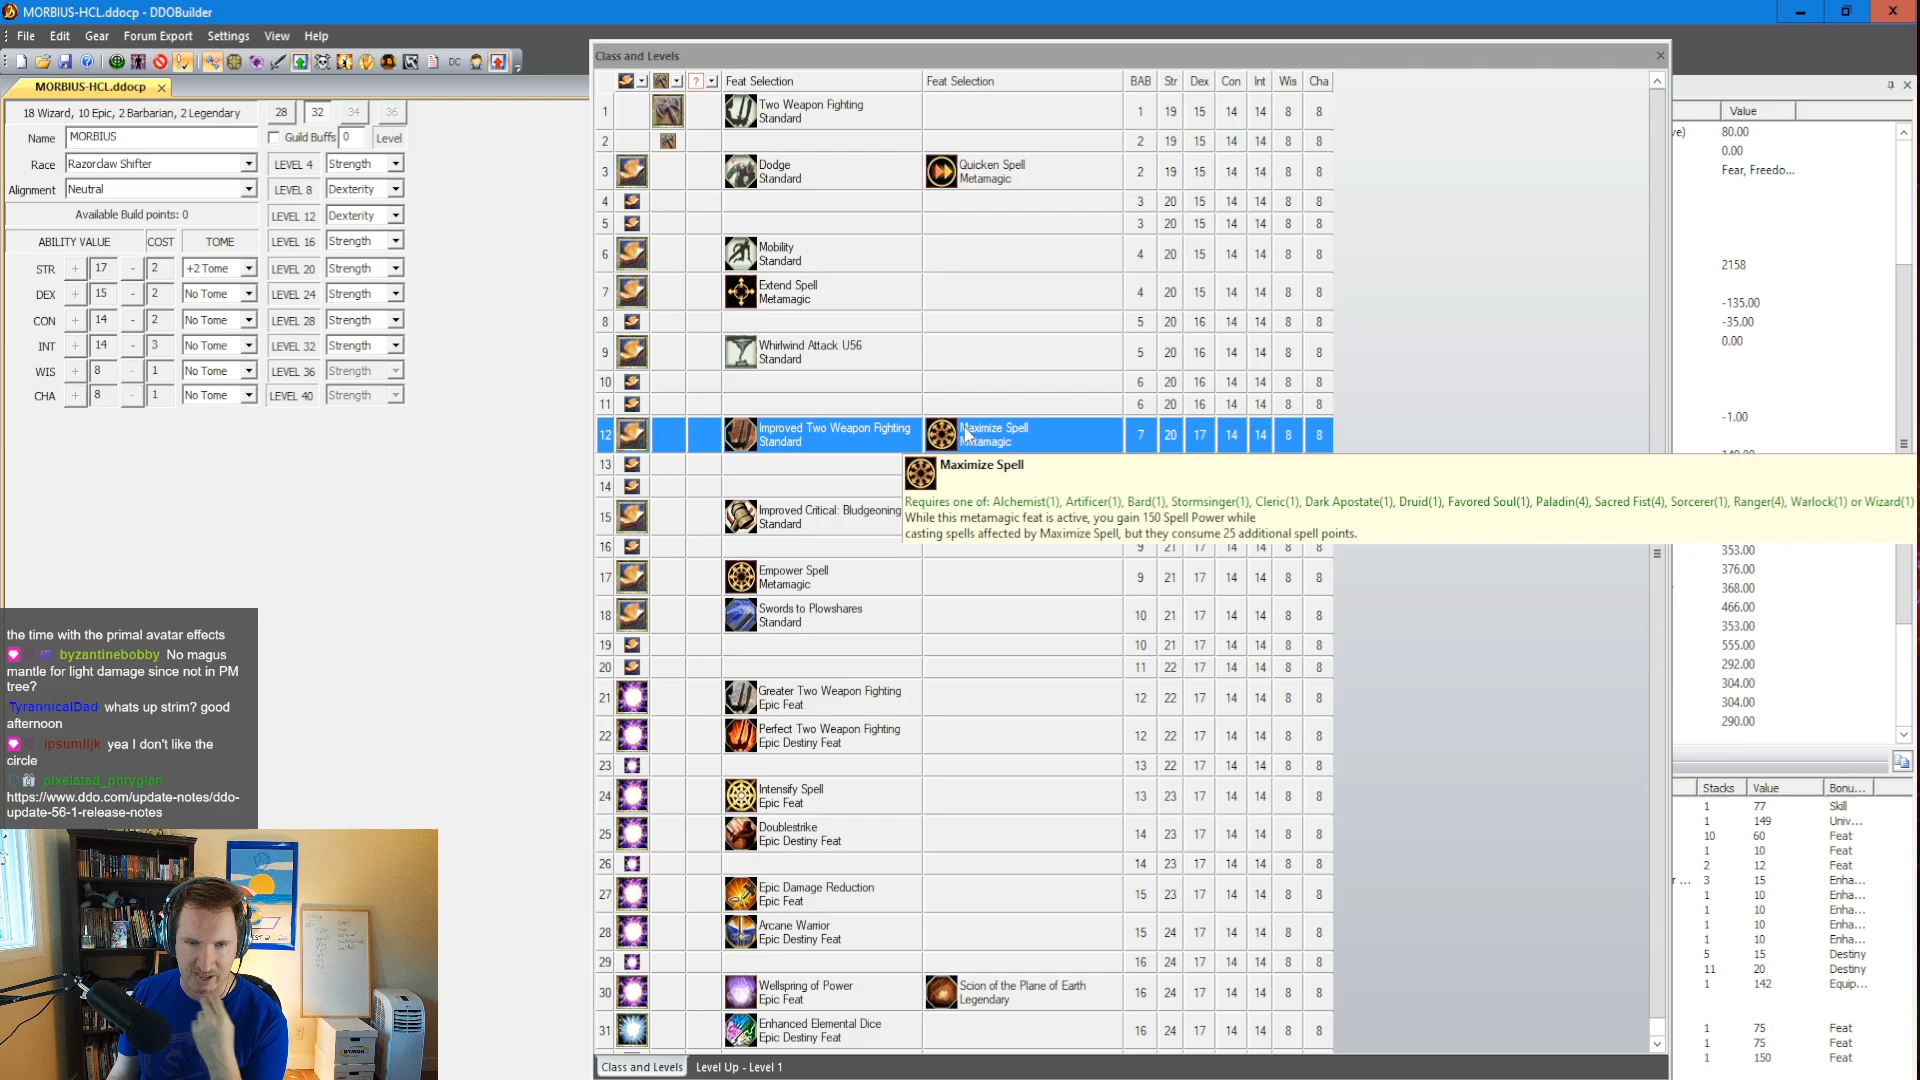 MORBIUS-HCL.ddocp - DDOBuilder
File Edit Gear Forum Export Settings View Help
DC
MORBIUS-HCL.ddocp
18 Wizard, 10 Epic, 2 Barbarian, 2 Legendary 28 32 34 36
Name MORBIUS Guild Buffs 0 Level
Race Razorclaw Shifter LEVEL 4 Strength
Alignment Neutral LEVEL 8 Dexterity
Available Build points: 0 LEVEL 12 Dexterity
ABILITY VALUE COST TOME LEVEL 16 Strength
STR + 17 - 2 +2 Tome LEVEL 20 Strength
DEX + 15 - 2 No Tome LEVEL 24 Strength
CON + 14 - 2 No Tome LEVEL 28 Strength
INT + 14 - 3 No Tome LEVEL 32 Strength
WIS + 8 - 1 No Tome LEVEL 36 Strength
CHA + 8 - 1 No Tome LEVEL 40 Strength
Class and Levels
? Feat Selection Feat Selection BAB Str Dex Con Int Wis Cha
1 Two Weapon Fighting Standard 1 19 15 14 14 8 8
2 2 19 15 14 14 8 8
3 Dodge Standard Quicken Spell Metamagic 2 19 15 14 14 8 8
4 3 20 15 14 14 8 8
5 3 20 15 14 14 8 8
6 Mobility Standard 4 20 15 14 14 8 8
7 Extend Spell Metamagic 4 20 15 14 14 8 8
8 5 20 16 14 14 8 8
9 Whirlwind Attack U56 Standard 5 20 16 14 14 8 8
10 6 20 16 14 14 8 8
11 6 20 16 14 14 8 8
12 Improved Two Weapon Fighting Standard Maximize Spell Metamagic 7 20 17 14 14 8 8
13
14
15 Improved Critical: Bludgeoning Standard
Maximize Spell
Requires one of: Alchemist(1), Artificer(1), Bard(1), Stormsinger(1), Cleric(1), Dark Apostate(1), Druid(1), Favored Soul(1), Paladin(4), Sacred Fist(4), Sorcerer(1), Ranger(4), Warlock(1) or Wizard(1)
While this metamagic feat is active, you gain 150 Spell Power while
casting spells affected by Maximize Spell, but they consume 25 additional spell points.
16 9 21 17 14 14 8 8
17 Empower Spell Metamagic 9 21 17 14 14 8 8
18 Swords to Plowshares Standard 10 21 17 14 14 8 8
19 10 21 17 14 14 8 8
20 11 22 17 14 14 8 8
21 Greater Two Weapon Fighting Epic Feat 12 22 17 14 14 8 8
22 Perfect Two Weapon Fighting Epic Destiny Feat 12 22 17 14 14 8 8
23 13 22 17 14 14 8 8
24 Intensify Spell Epic Feat 13 23 17 14 14 8 8
25 Doublestrike Epic Destiny Feat 14 23 17 14 14 8 8
26 14 23 17 14 14 8 8
27 Epic Damage Reduction Epic Feat 15 23 17 14 14 8 8
28 Arcane Warrior Epic Destiny Feat 15 24 17 14 14 8 8
29 16 24 17 14 14 8 8
30 Wellspring of Power Epic Feat Scion of the Plane of Earth Legendary 16 24 17 14 14 8 8
31 Enhanced Elemental Dice Epic Destiny Feat 16 24 17 14 14 8 8
Class and Levels Level Up - Level 1
Value
80.00
0.00
Fear, Freedo...
2158
-135.00
-35.00
0.00
-1.00
353.00
376.00
368.00
466.00
353.00
555.00
292.00
304.00
304.00
290.00
Stacks Value Bonu...
1 77 Skill
1 149 Univ...
10 60 Feat
1 10 Feat
2 12 Feat
r ... 3 15 Enha...
1 10 Enha...
1 10 Enha...
1 10 Enha...
1 10 Enha...
5 15 Destiny
11 20 Destiny
1 142 Equip...
1 75 Feat
1 75 Feat
1 150 Feat
the time with the primal avatar effects
byzantinebobby No magus
mantle for light damage since not in PM
tree?
TyrannicalDad whats up strim? good
afternoon
ipsumlijk yea I don't like the
circle
pixelated_phrygian
https://www.ddo.com/update-notes/ddo-
update-56-1-release-notes
DYMON